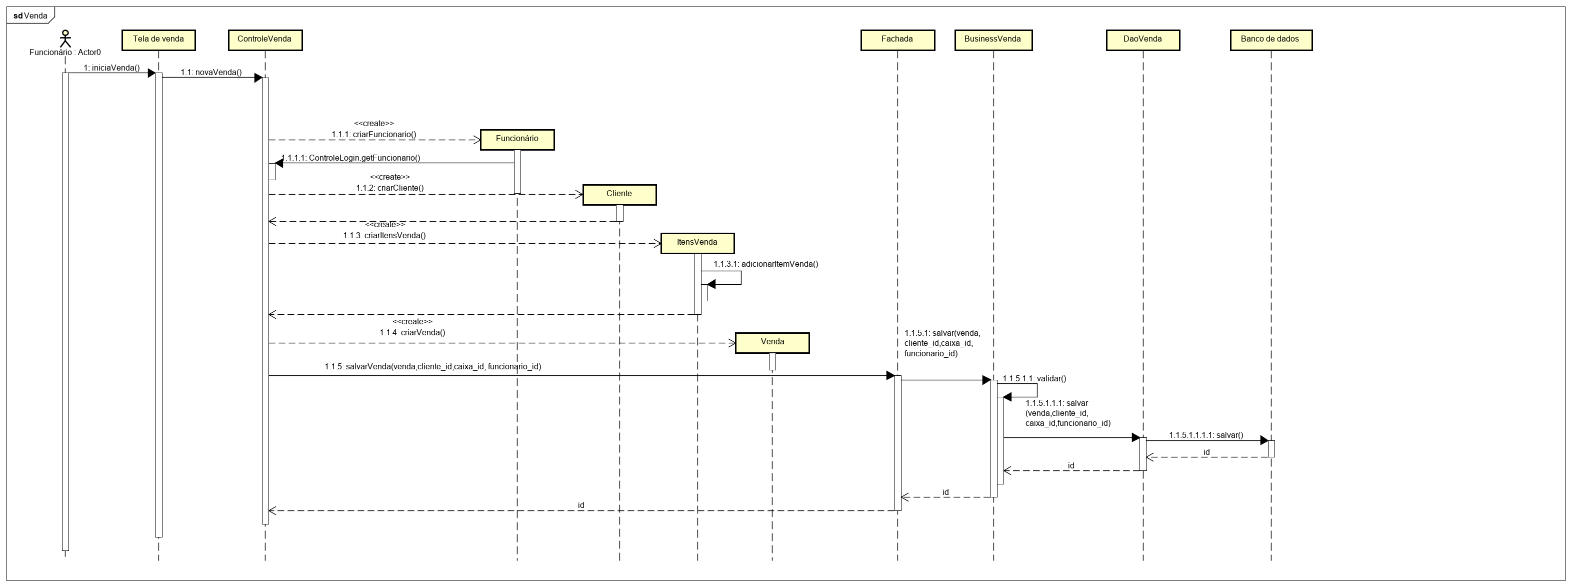 sd Venda
Funcionário : Actor0
Tela de venda
ControleVenda
Fachada
BusinessVenda
DaoVenda
Banco de dados
1: iniciaVenda()
1.1: novaVenda()
<<create>>
1.1.1: criarFuncionario()
Funcionário
1.1.1.1: ControleLogin.getFuncionario()
<<create>>
1.1.2: criarCliente()
Cliente
<<create>>
1.1.3: criarItensVenda()
ItensVenda
1.1.3.1: adicionarItemVenda()
<<create>>
1.1.4: criarVenda()
Venda
1.1.5: salvarVenda(venda,cliente_id,caixa_id, funcionario_id)
1.1.5.1: salvar(venda,
cliente_id,caixa_id,
funcionario_id)
1.1.5.1.1: validar()
1.1.5.1.1.1: salvar
(venda,cliente_id,
caixa_id,funcionario_id)
1.1.5.1.1.1.1: salvar()
id
id
id
id